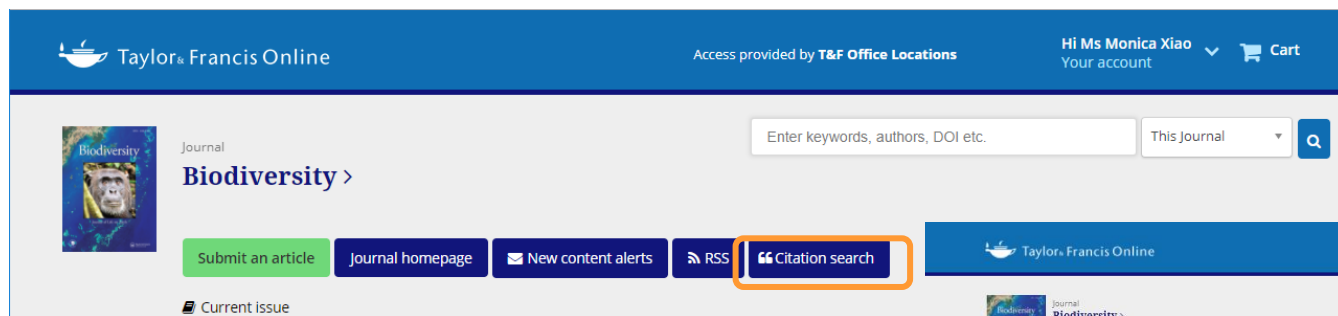 Taylor & Francis Online
Access provided by T&F Office Locations
Hi Ms Monica Xiao
Your account
Cart
Biodiversity
Journal
Biodiversity >
Enter keywords, authors, DOI etc.
This Journal
Submit an article
Journal homepage
New content alerts
RSS
Citation search
Current issue
Taylor & Francis Online
Biodiversity
Journal
Biodiversity >